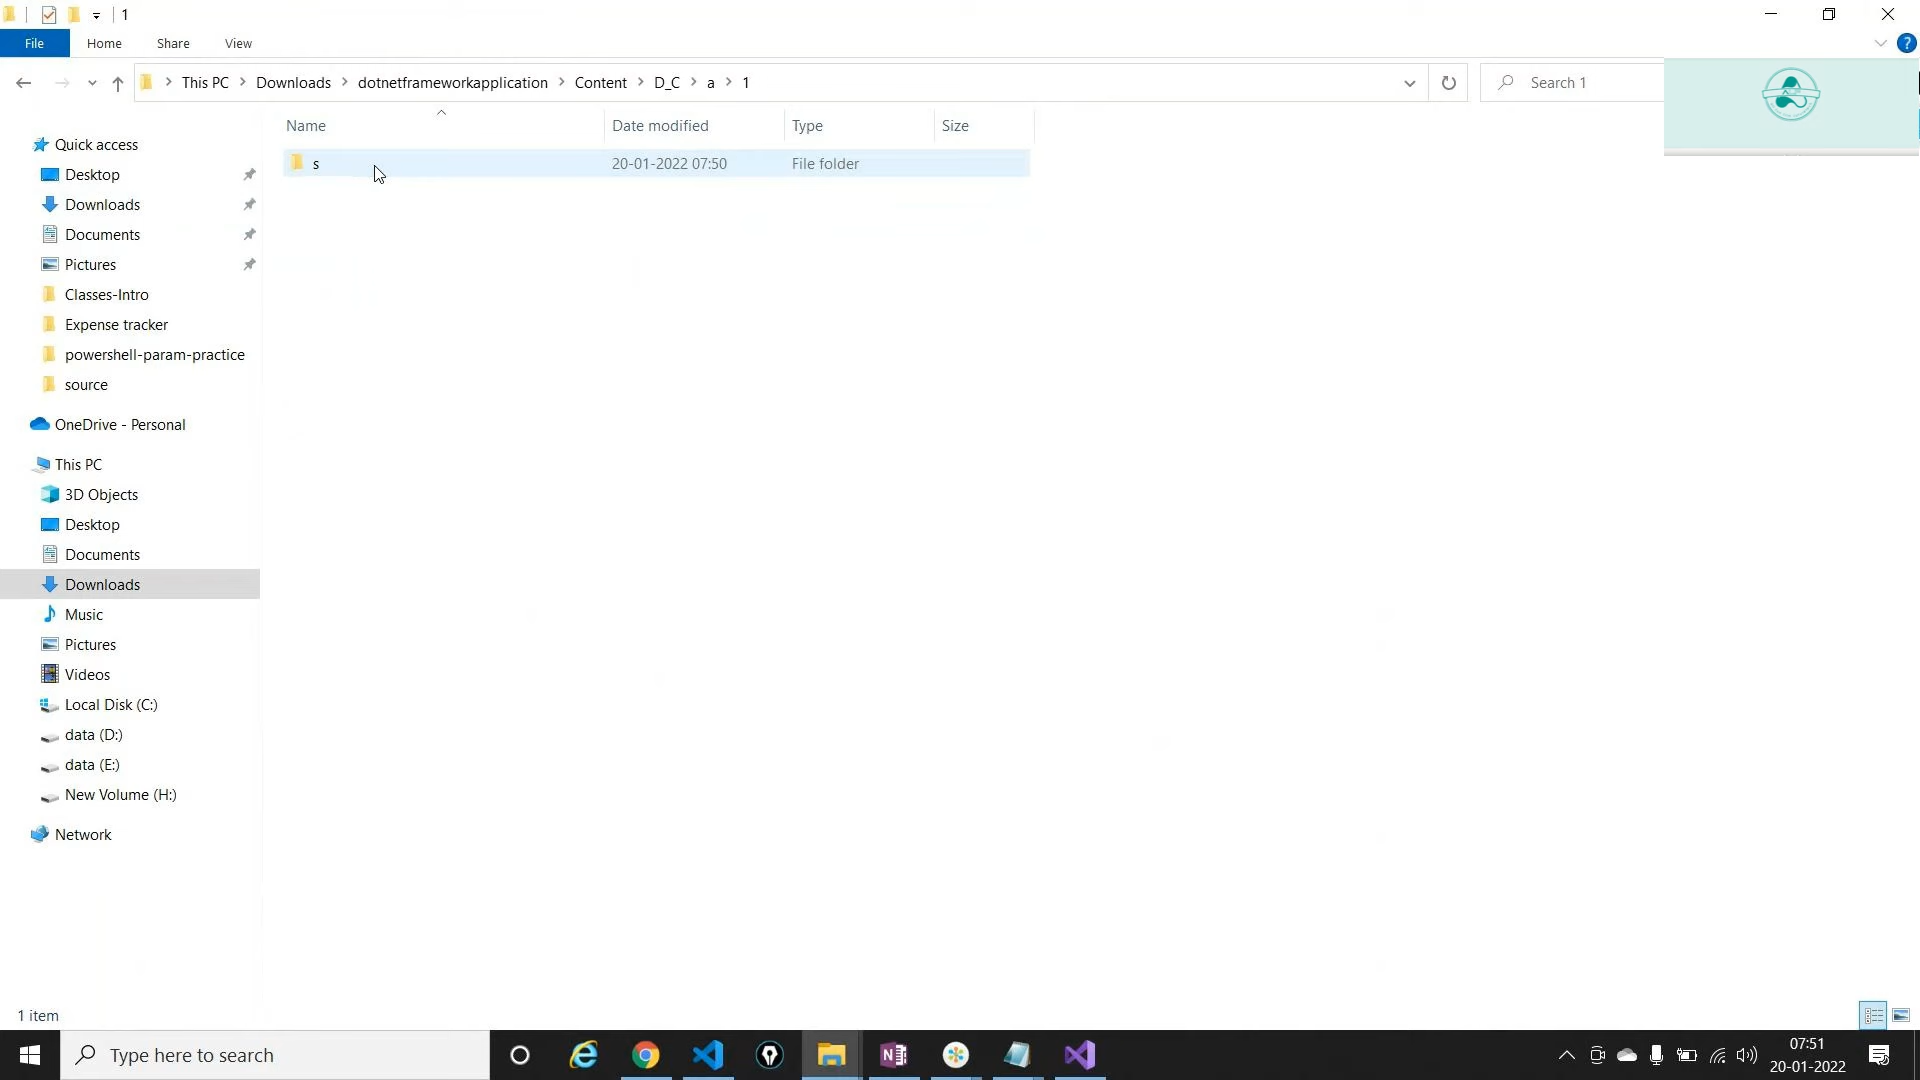 1
File Home Share View
This PC Downloads dotnetframeworkapplication Content D_C a 1
Search 1
Name Date modified Type Size
s 20-01-2022 07:50 File folder
Quick access
Desktop
Downloads
Documents
Pictures
Classes-Intro
Expense tracker
powershell-param-practice
source
OneDrive - Personal
This PC
3D Objects
Desktop
Documents
Downloads
Music
Pictures
Videos
Local Disk (C:)
data (D:)
data (E:)
New Volume (H:)
Network
1 item
Type here to search
07:51
20-01-2022